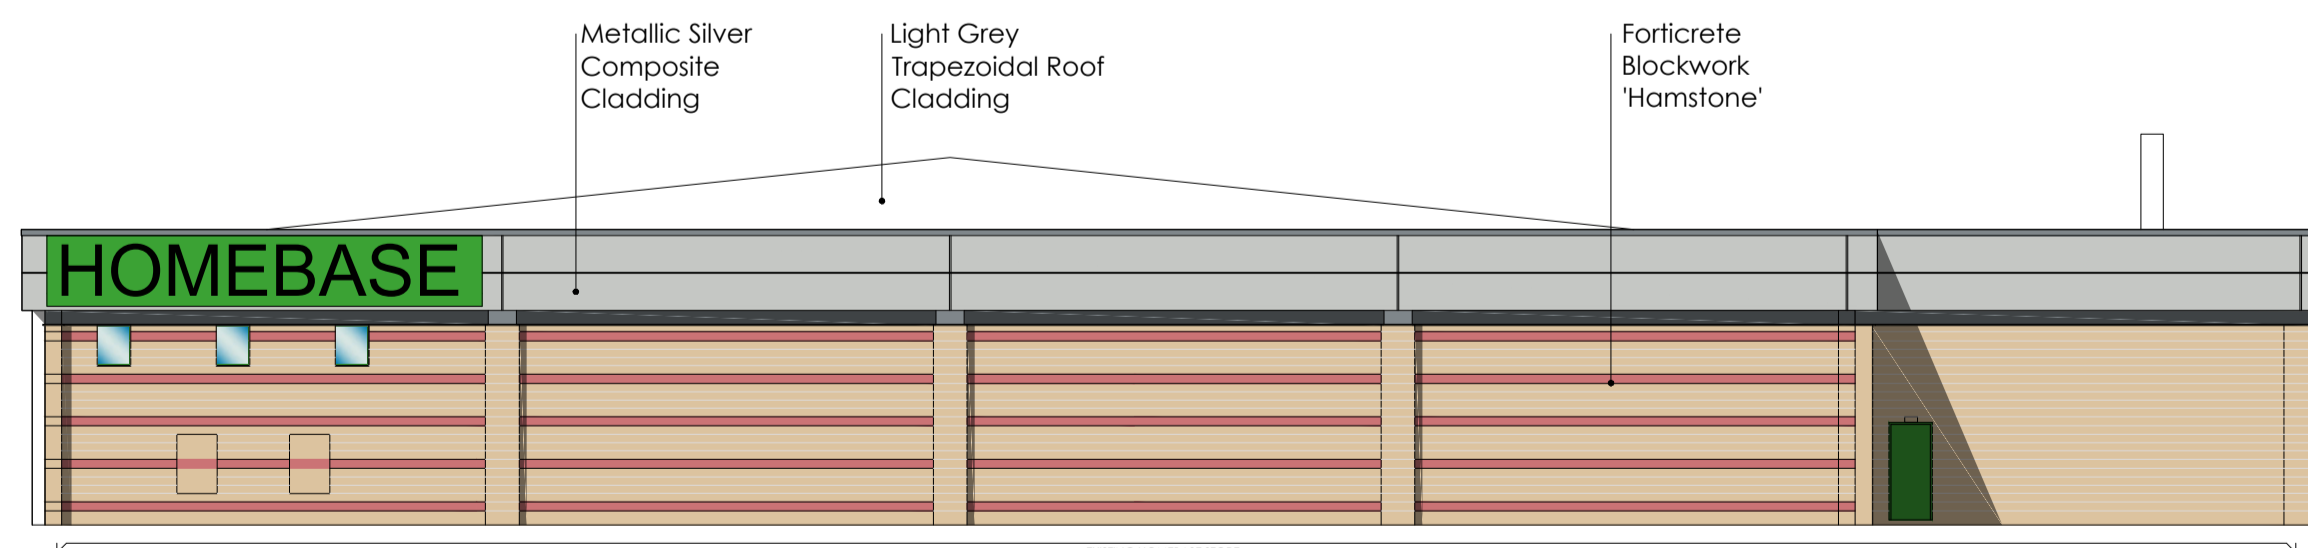 Metallic Silver
Composite
Cladding
Light Grey
Trapezoidal Roof
Cladding
Forticrete
Blockwork
'Hamstone'
HOMEBASE